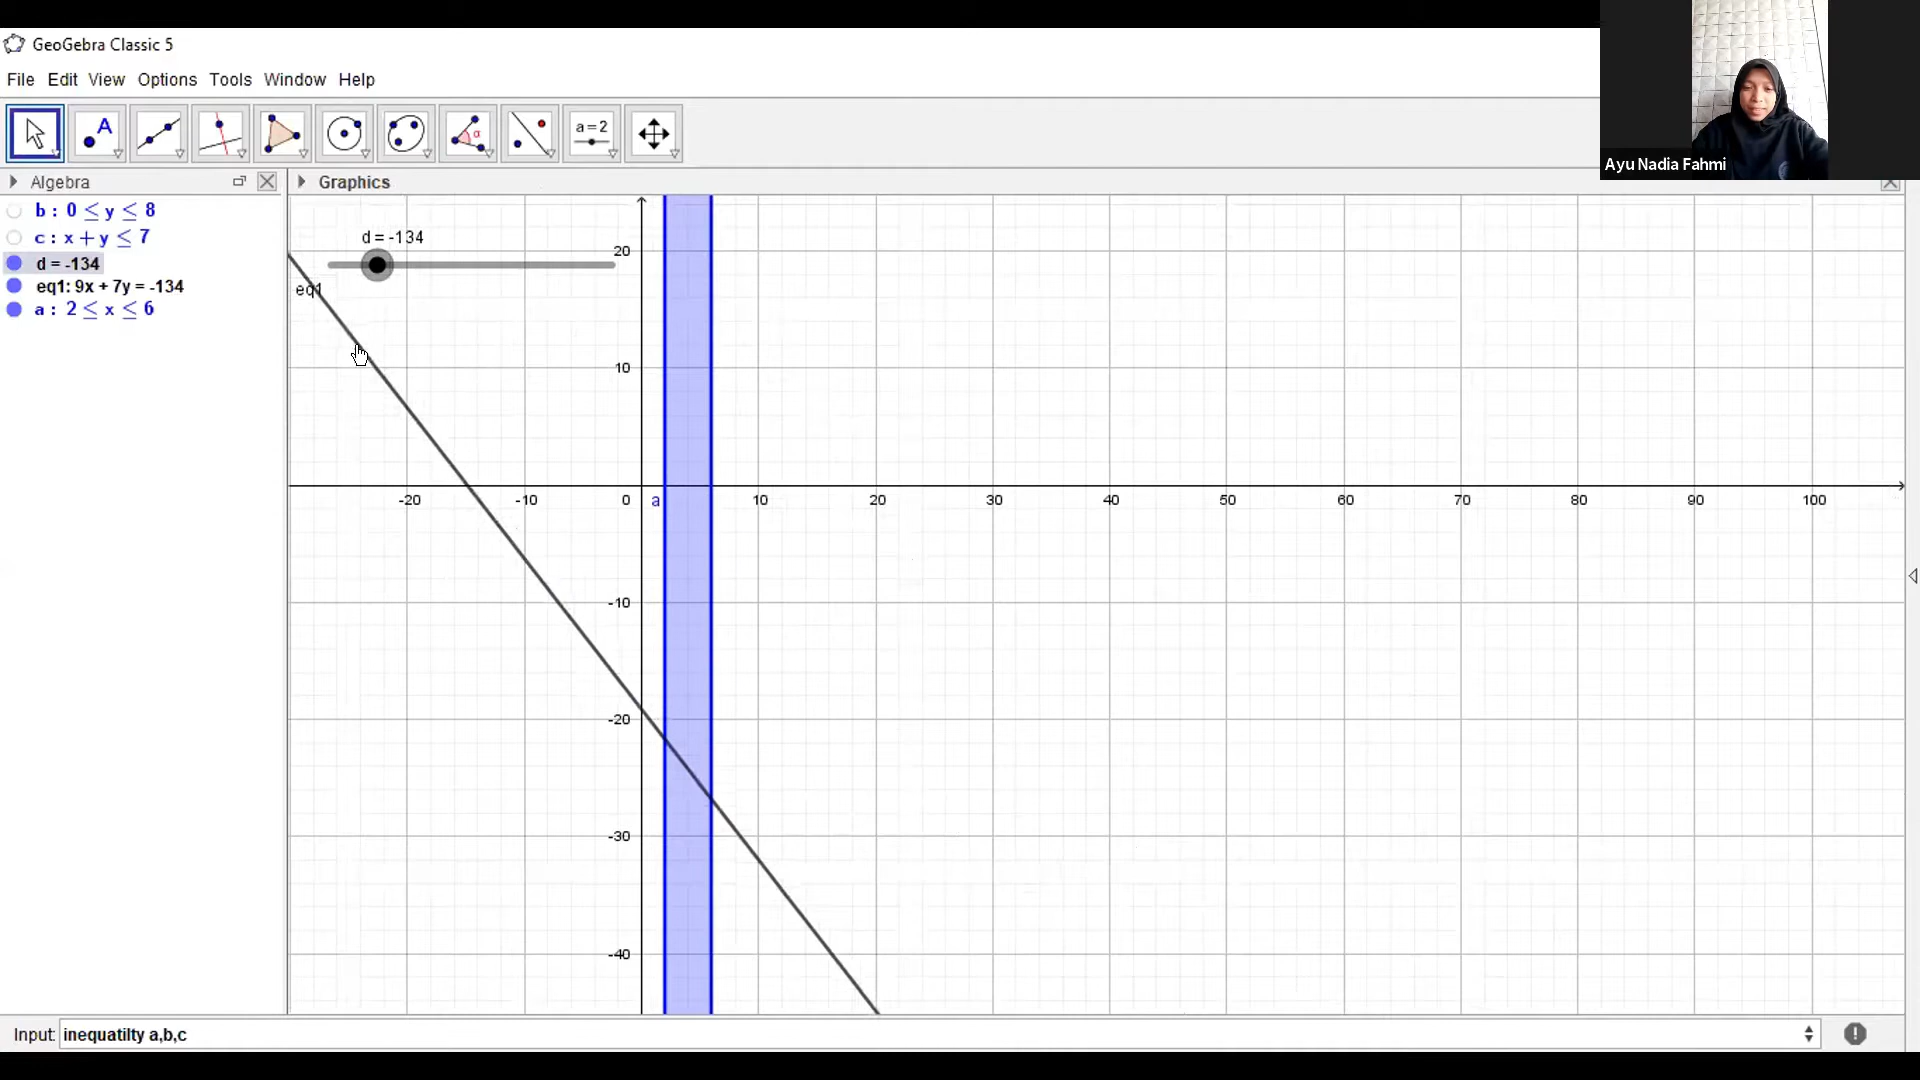 GeoGebra Classic 5
File Edit View Options Tools Window Help
A
α
a=2
Ayu Nadia Fahmi
Algebra
Graphics
b : 0 ≤ y ≤ 8
c : x + y ≤ 7
d = -134
eq1: 9x + 7y = -134
a : 2 ≤ x ≤ 6
d = -134
eq1
20
10
-20 -10 0 a 10 20 30 40 50 60 70 80 90 100
-10
-20
-30
-40
Input: inequatilty a,b,c